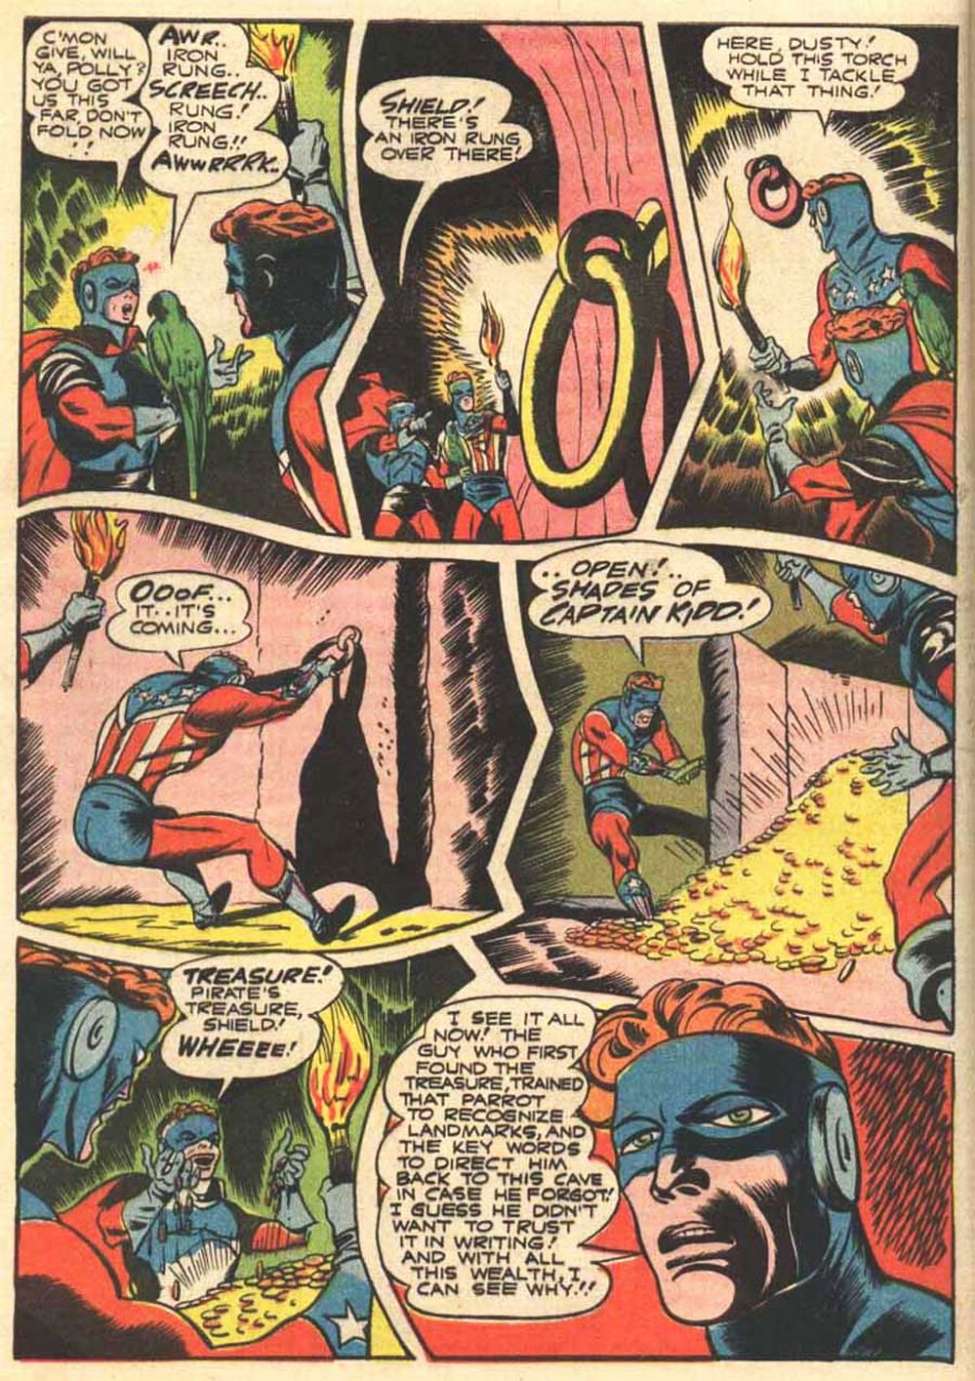 C'MON
GIVE, WILL
YA, POLLY?
YOU GOT
US THIS
FAR, DON'T
FOLD NOW
!!
AWR..
IRON
RUNG..
SCREECH..
RUNG!
IRON
RUNG!!
AWWRRRK..
SHIELD!
THERE'S
AN IRON RUNG
OVER THERE!
HERE, DUSTY!
HOLD THIS TORCH
WHILE I TACKLE
THAT THING!
OOOF...
IT..IT'S
COMING...
..OPEN!..
SHADES OF
CAPTAIN KIDD!
TREASURE!
PIRATE'S
TREASURE,
SHIELD!
WHEEEE!
I SEE IT ALL
NOW! THE
GUY WHO FIRST
FOUND THE
TREASURE, TRAINED
THAT PARROT
TO RECOGNIZE
LANDMARKS, AND
THE KEY WORDS
TO DIRECT HIM
BACK TO THIS CAVE
IN CASE HE FORGOT!
I GUESS HE DIDN'T
WANT TO TRUST
IT IN WRITING!
AND WITH ALL
THIS WEALTH, I
CAN SEE WHY!!!